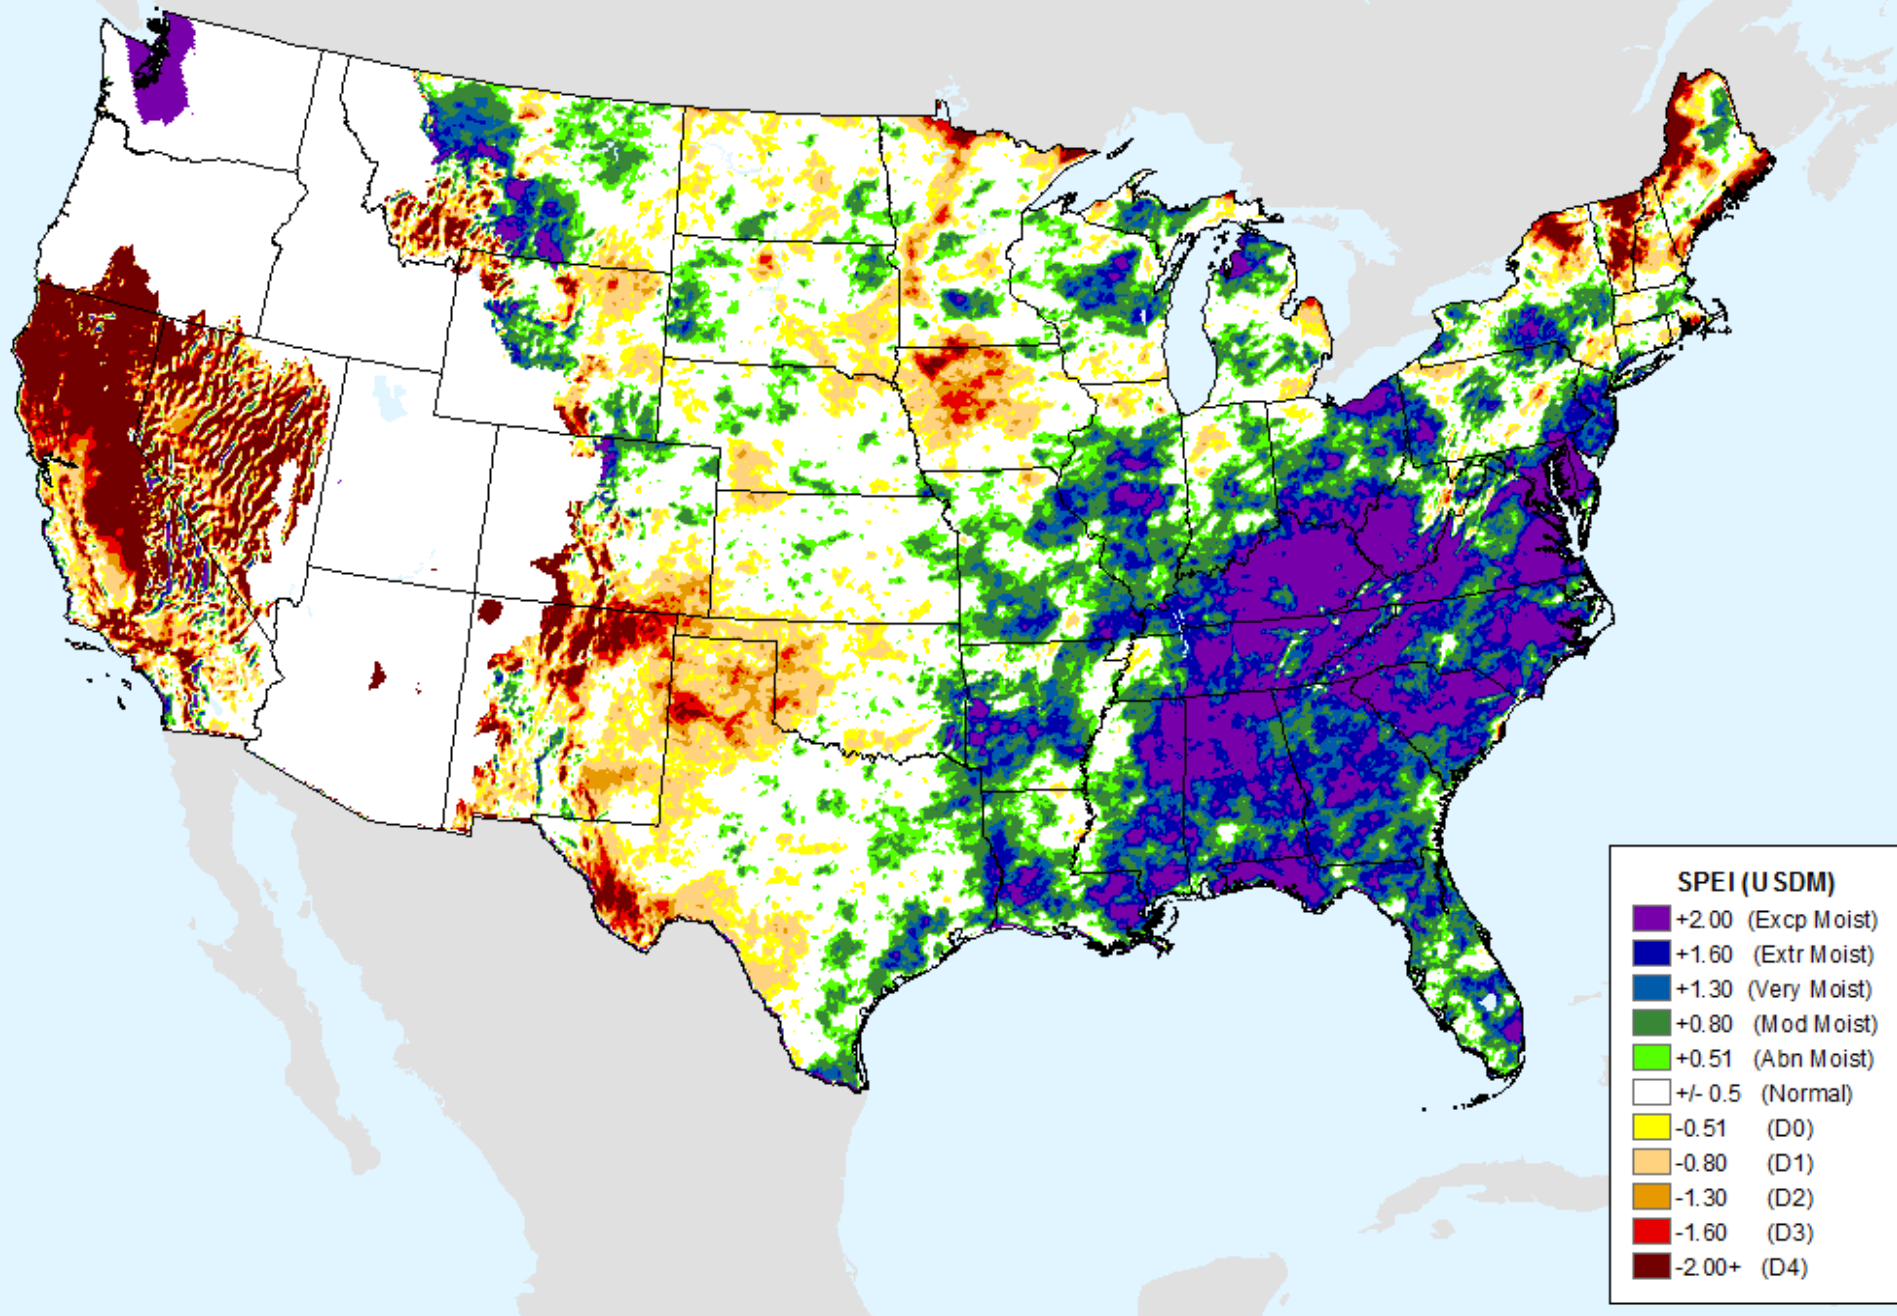 SPEI (USDM)
+2.00 (Excp Moist)
+1.60 (Extr Moist)
+1.30 (Very Moist)
+0.80 (Mod Moist)
+0.51 (Abn Moist)
+/- 0.5 (Normal)
-0.51 (D0)
-0.80 (D1)
-1.30 (D2)
-1.60 (D3)
-2.00+ (D4)